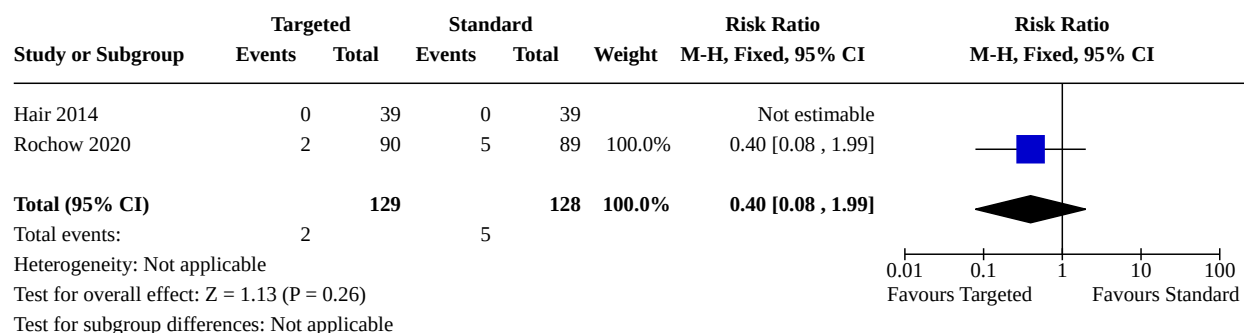 Targeted Standard Risk Ratio Risk Ratio
Study or Subgroup Events Total Events Total Weight M-H, Fixed, 95% CI M-H, Fixed, 95% CI
Hair 2014 0 39 0 39 Not estimable
Rochow 2020 2 90 5 89 100.0% 0.40 [0.08 , 1.99]
Total (95% CI) 129 128 100.0% 0.40 [0.08 , 1.99]
Total events: 2 5
Heterogeneity: Not applicable
0.01 0.1 1 10 100
Test for overall effect: Z = 1.13 (P = 0.26) Favours Targeted Favours Standard
Test for subgroup differences: Not applicable